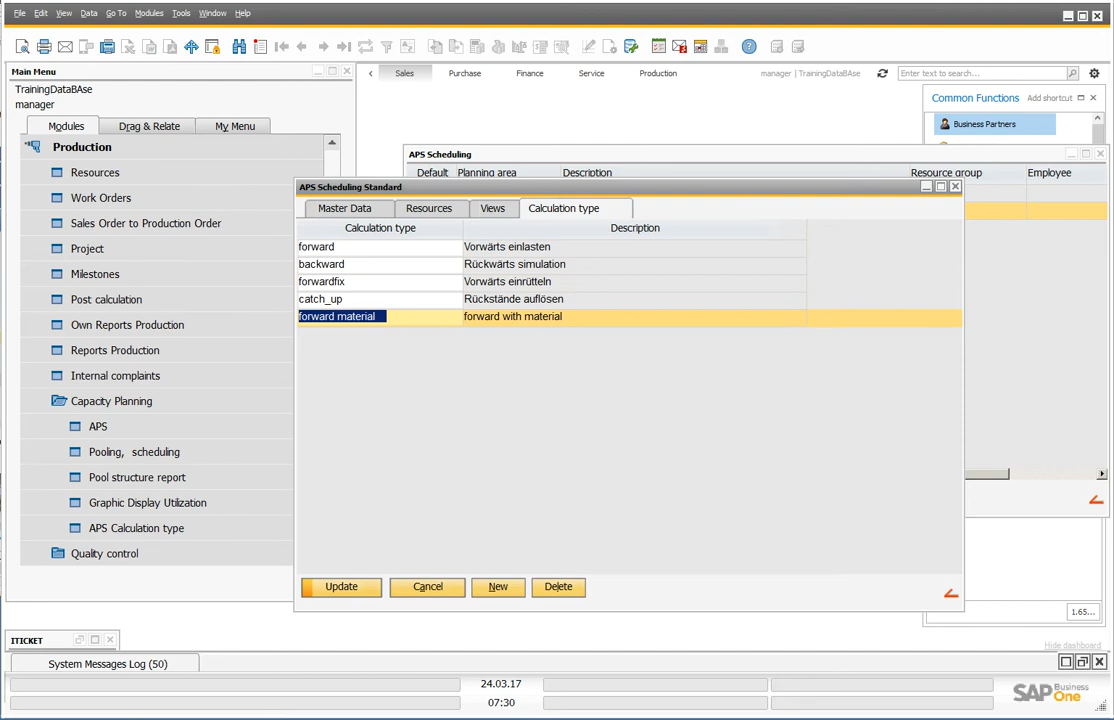 File Edit View Data Go To Modules Tools Window Help
Main Menu
TrainingDataBAse
manager
Modules Drag & Relate My Menu
Production
Resources
Work Orders
Sales Order to Production Order
Project
Milestones
Post calculation
Own Reports Production
Reports Production
Internal complaints
Capacity Planning
APS
Pooling, scheduling
Pool structure report
Graphic Display Utilization
APS Calculation type
Quality control
Sales Purchase Finance Service Production manager | TrainingDataBAse Enter text to search...
Common Functions Add shortcut
Business Partners
APS Scheduling
Default Planning area Description Resource group Employee
APS Scheduling Standard
Master Data Resources Views Calculation type
Calculation type Description
forward Vorwärts einlasten
backward Rückwärts simulation
forwardfix Vorwärts einrütteln
catch_up Rückstände auflösen
forward material forward with material
Update Cancel New Delete
1.65...
ITICKET
Hide dashboard
System Messages Log (50)
24.03.17
07:30
SAP Business One